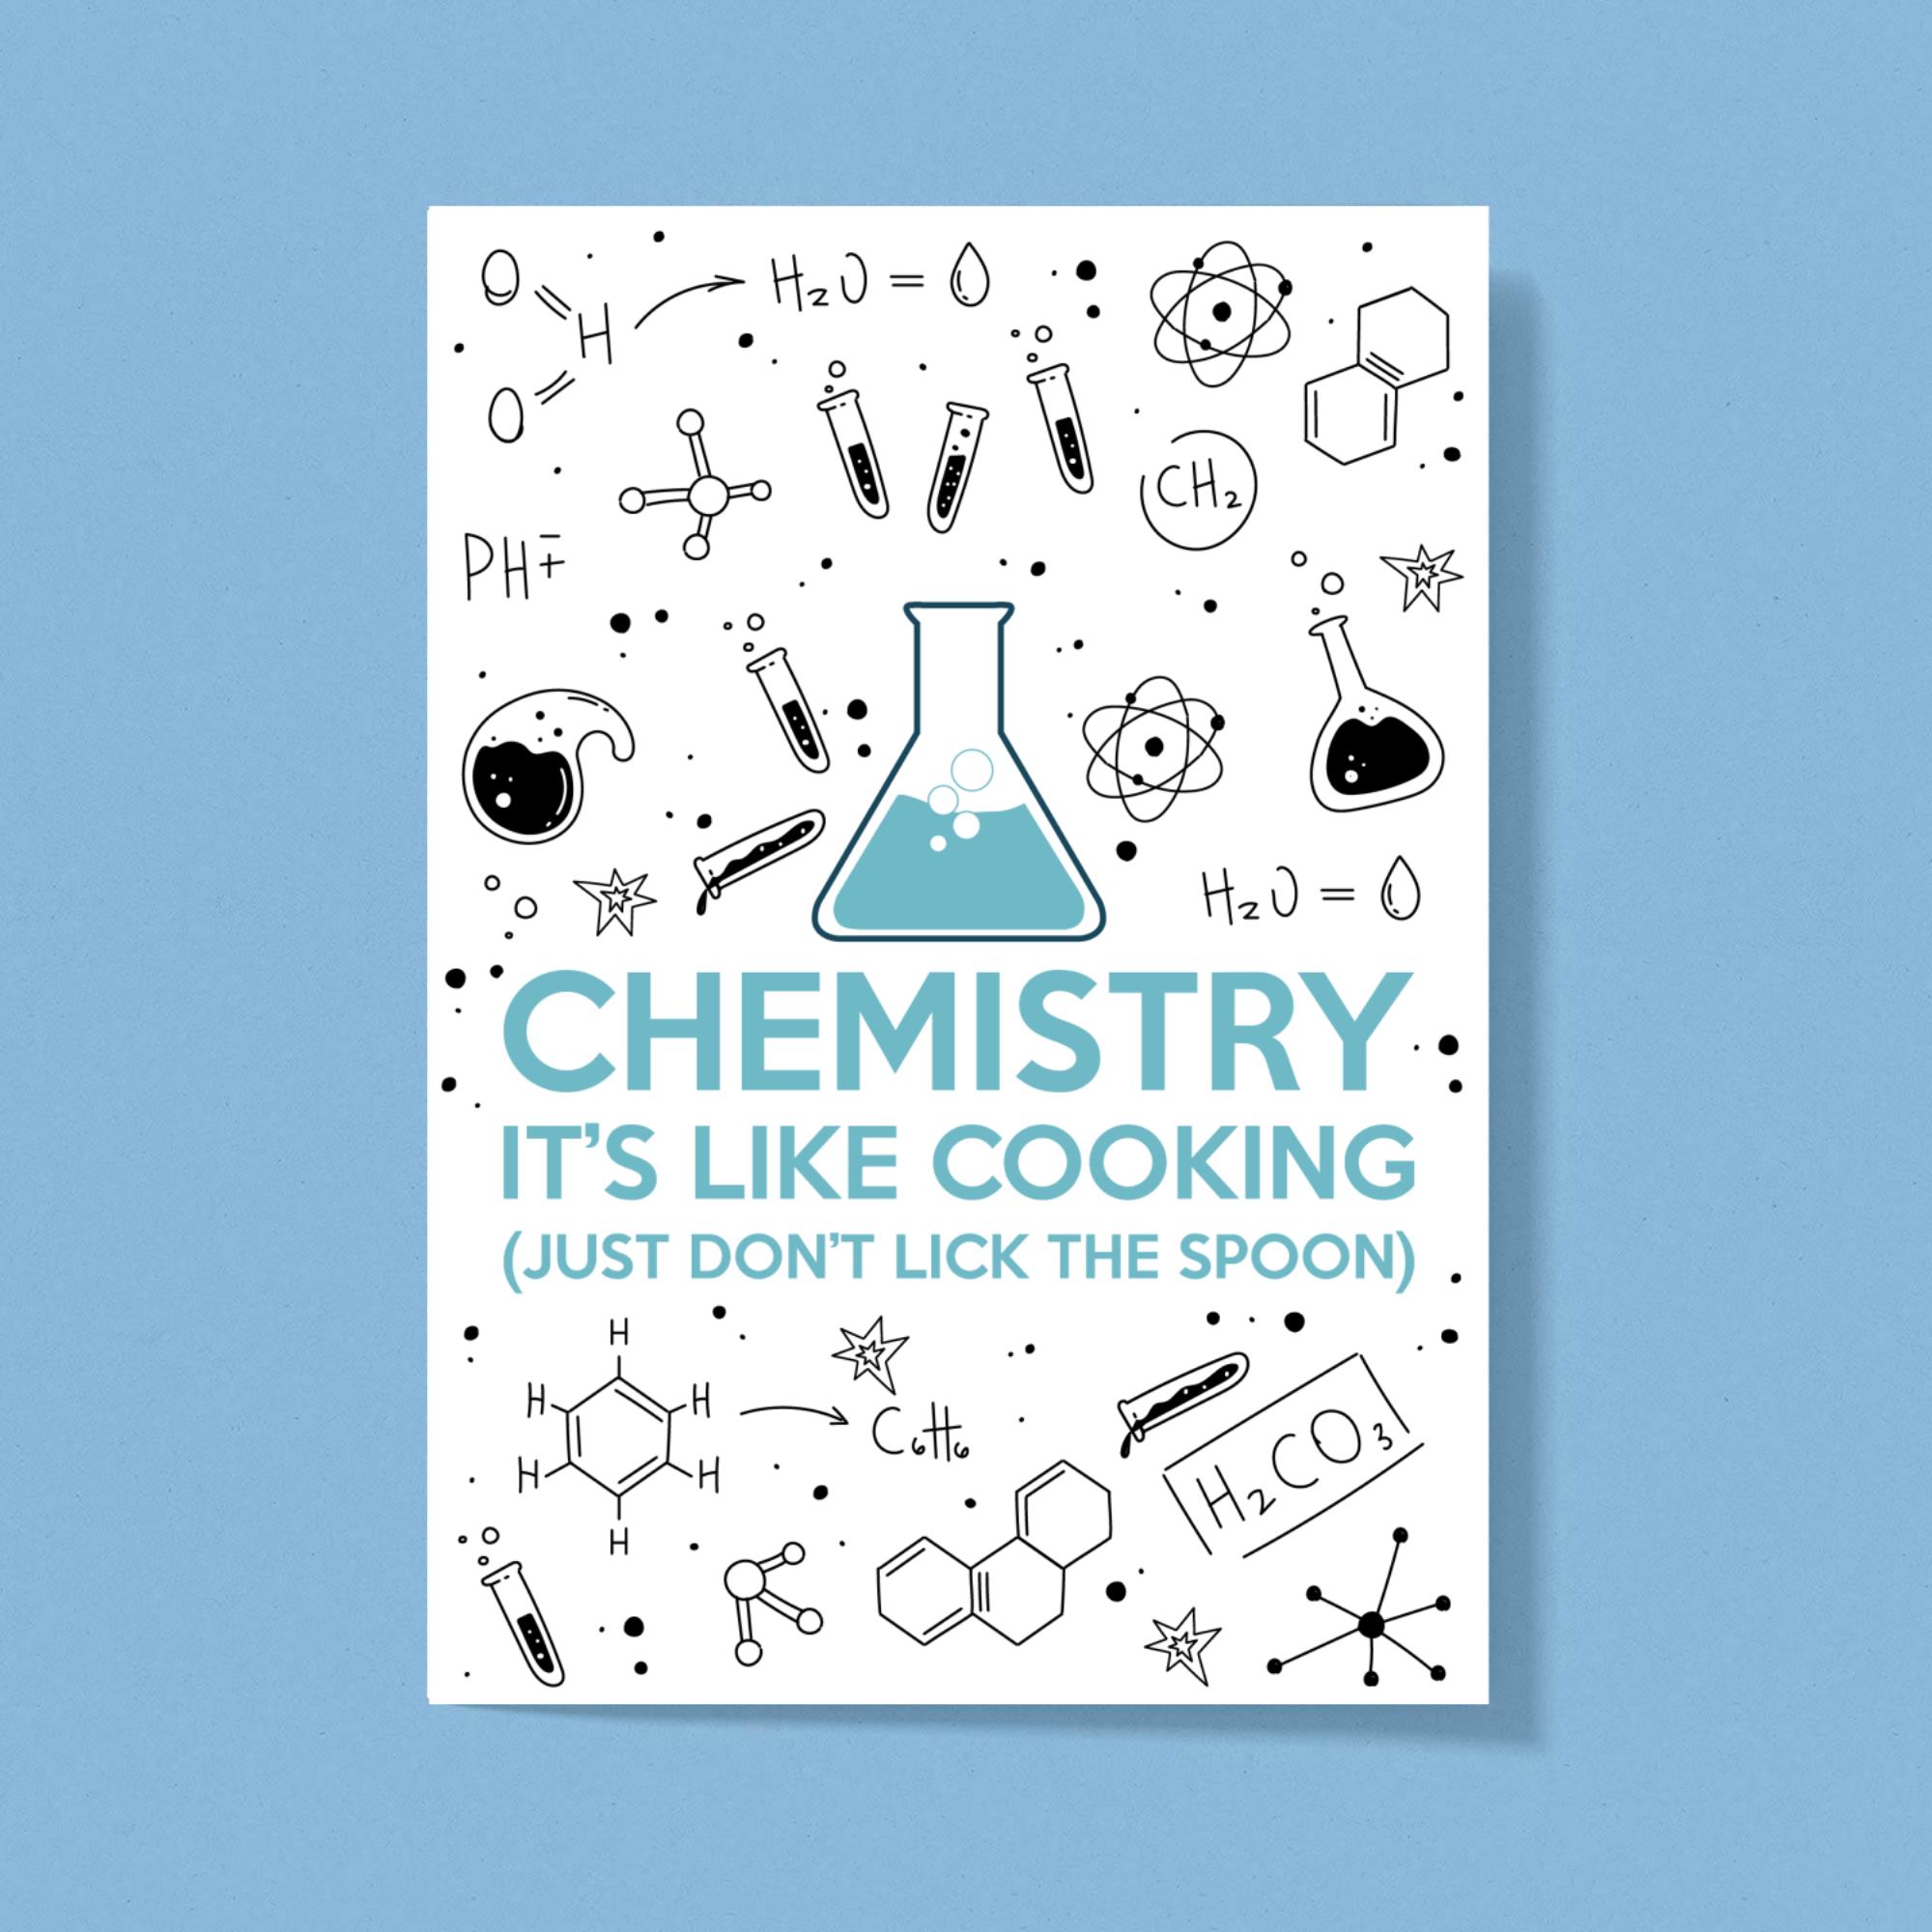 O
H
O
H₂O =
CH₂
PH∓
H₂O =
CHEMISTRY
IT'S LIKE COOKING
(JUST DON'T LICK THE SPOON)
H
H H
H H
H
C₆H₆
H₂CO₃